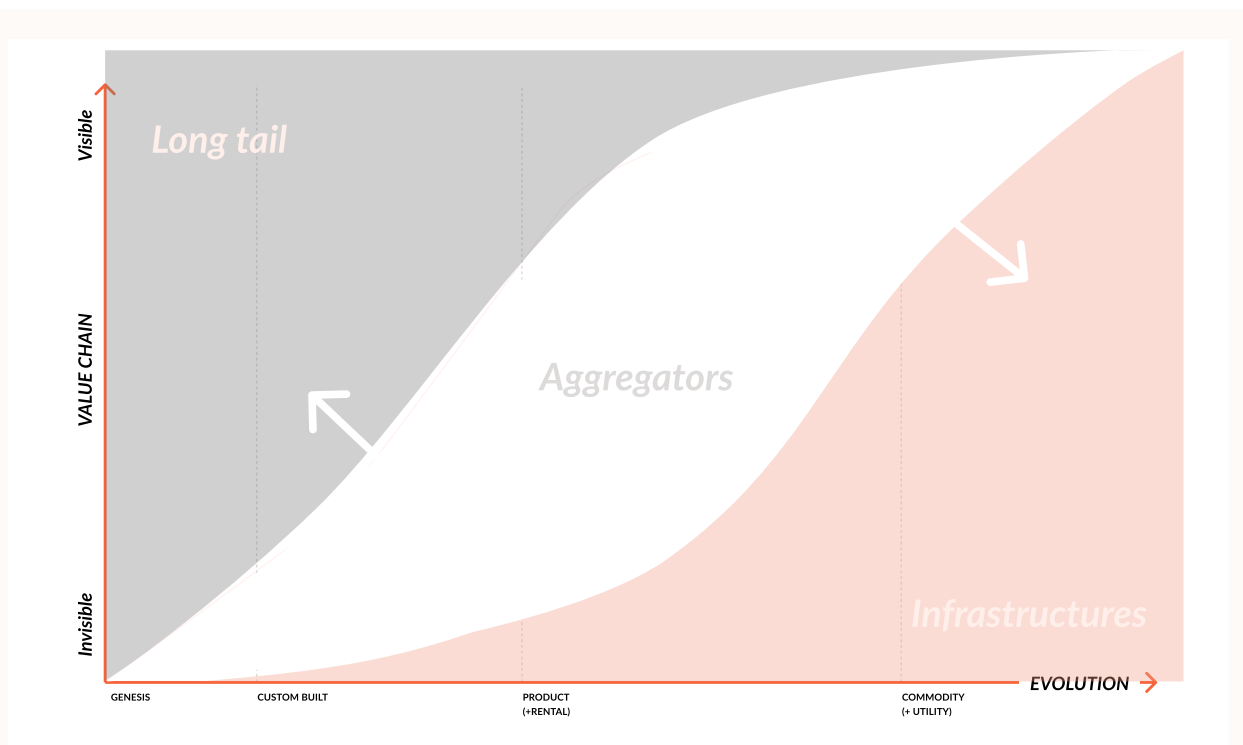 Long tail
Visible
VALUE CHAIN
Aggregators
Invisible
Infrastructures
EVOLUTION
GENESIS
CUSTOM BUILT
PRODUCT
(+RENTAL)
COMMODITY
(+ UTILITY)